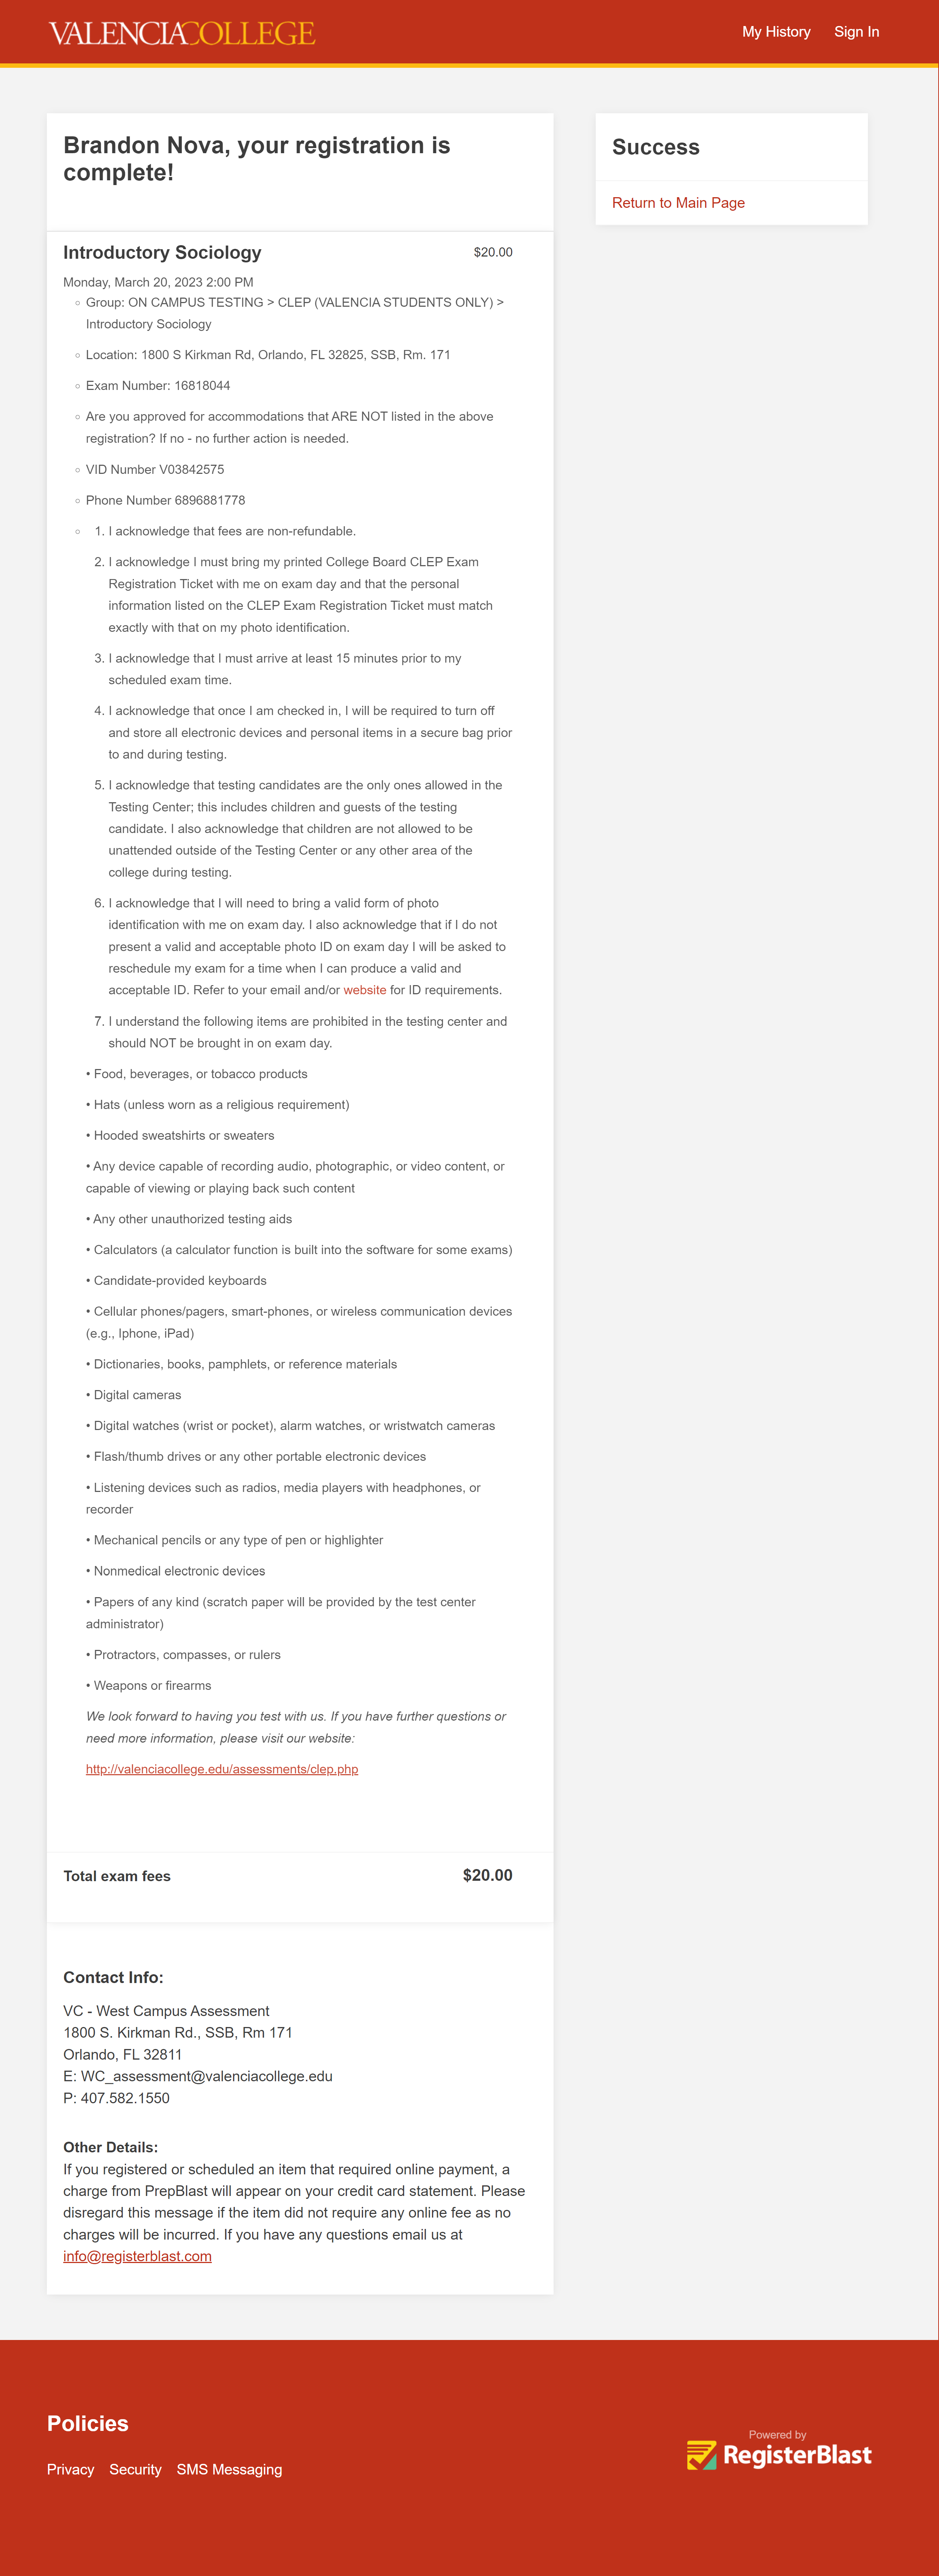 VALENCIACOLLEGE
My History Sign In
Brandon Nova, your registration is
complete!
Success
Return to Main Page
Introductory Sociology $20.00
Monday, March 20, 2023 2:00 PM
Group: ON CAMPUS TESTING > CLEP (VALENCIA STUDENTS ONLY) >
Introductory Sociology
Location: 1800 S Kirkman Rd, Orlando, FL 32825, SSB, Rm. 171
Exam Number: 16818044
Are you approved for accommodations that ARE NOT listed in the above
registration? If no - no further action is needed.
VID Number V03842575
Phone Number 6896881778
1. I acknowledge that fees are non-refundable.
2. I acknowledge I must bring my printed College Board CLEP Exam
Registration Ticket with me on exam day and that the personal
information listed on the CLEP Exam Registration Ticket must match
exactly with that on my photo identification.
3. I acknowledge that I must arrive at least 15 minutes prior to my
scheduled exam time.
4. I acknowledge that once I am checked in, I will be required to turn off
and store all electronic devices and personal items in a secure bag prior
to and during testing.
5. I acknowledge that testing candidates are the only ones allowed in the
Testing Center; this includes children and guests of the testing
candidate. I also acknowledge that children are not allowed to be
unattended outside of the Testing Center or any other area of the
college during testing.
6. I acknowledge that I will need to bring a valid form of photo
identification with me on exam day. I also acknowledge that if I do not
present a valid and acceptable photo ID on exam day I will be asked to
reschedule my exam for a time when I can produce a valid and
acceptable ID. Refer to your email and/or website for ID requirements.
7. I understand the following items are prohibited in the testing center and
should NOT be brought in on exam day.
• Food, beverages, or tobacco products
• Hats (unless worn as a religious requirement)
• Hooded sweatshirts or sweaters
• Any device capable of recording audio, photographic, or video content, or
capable of viewing or playing back such content
• Any other unauthorized testing aids
• Calculators (a calculator function is built into the software for some exams)
• Candidate-provided keyboards
• Cellular phones/pagers, smart-phones, or wireless communication devices
(e.g., Iphone, iPad)
• Dictionaries, books, pamphlets, or reference materials
• Digital cameras
• Digital watches (wrist or pocket), alarm watches, or wristwatch cameras
• Flash/thumb drives or any other portable electronic devices
• Listening devices such as radios, media players with headphones, or
recorder
• Mechanical pencils or any type of pen or highlighter
• Nonmedical electronic devices
• Papers of any kind (scratch paper will be provided by the test center
administrator)
• Protractors, compasses, or rulers
• Weapons or firearms
We look forward to having you test with us. If you have further questions or
need more information, please visit our website:
http://valenciacollege.edu/assessments/clep.php
Total exam fees $20.00
Contact Info:
VC - West Campus Assessment
1800 S. Kirkman Rd., SSB, Rm 171
Orlando, FL 32811
E: WC_assessment@valenciacollege.edu
P: 407.582.1550
Other Details:
If you registered or scheduled an item that required online payment, a
charge from PrepBlast will appear on your credit card statement. Please
disregard this message if the item did not require any online fee as no
charges will be incurred. If you have any questions email us at
info@registerblast.com
Policies
Privacy Security SMS Messaging
Powered by
RegisterBlast